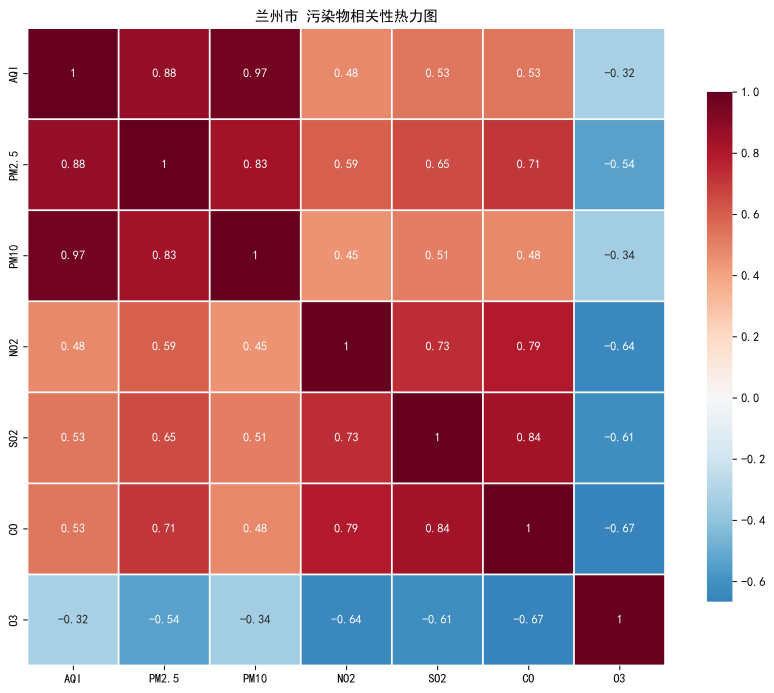 兰州市 污染物相关性热力图
AQI 1 0.88 0.97 0.48 0.53 0.53 -0.32
PM2.5 0.88 1 0.83 0.59 0.65 0.71 -0.54
PM10 0.97 0.83 1 0.45 0.51 0.48 -0.34
NO2 0.48 0.59 0.45 1 0.73 0.79 -0.64
SO2 0.53 0.65 0.51 0.73 1 0.84 -0.61
CO 0.53 0.71 0.48 0.79 0.84 1 -0.67
O3 -0.32 -0.54 -0.34 -0.64 -0.61 -0.67 1
AQI PM2.5 PM10 NO2 SO2 CO O3
1.0
0.8
0.6
0.4
0.2
0.0
-0.2
-0.4
-0.6